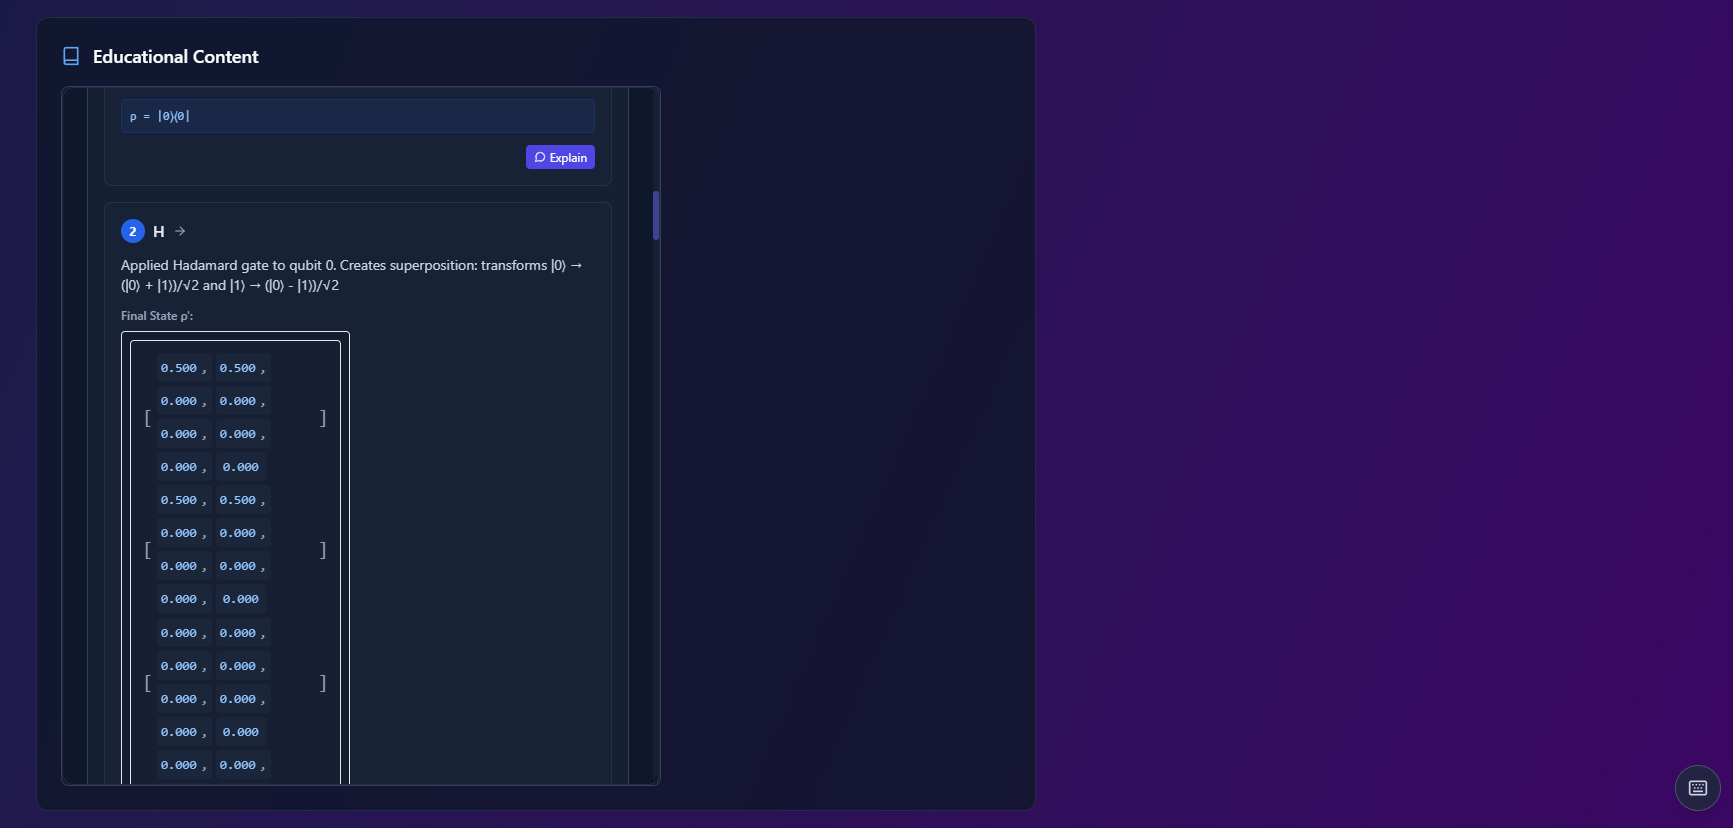 Educational Content
ρ = |0⟩⟨0|
Explain
2 H →
Applied Hadamard gate to qubit 0. Creates superposition: transforms |0⟩ →
(|0⟩ + |1⟩)/√2 and |1⟩ → (|0⟩ - |1⟩)/√2
Final State ρ':
0.500 , 0.500 ,
0.000 , 0.000 ,
[ ]
0.000 , 0.000 ,
0.000 , 0.000
0.500 , 0.500 ,
0.000 , 0.000 ,
[ ]
0.000 , 0.000 ,
0.000 , 0.000
0.000 , 0.000 ,
0.000 , 0.000 ,
[ ]
0.000 , 0.000 ,
0.000 , 0.000
0.000 , 0.000 ,